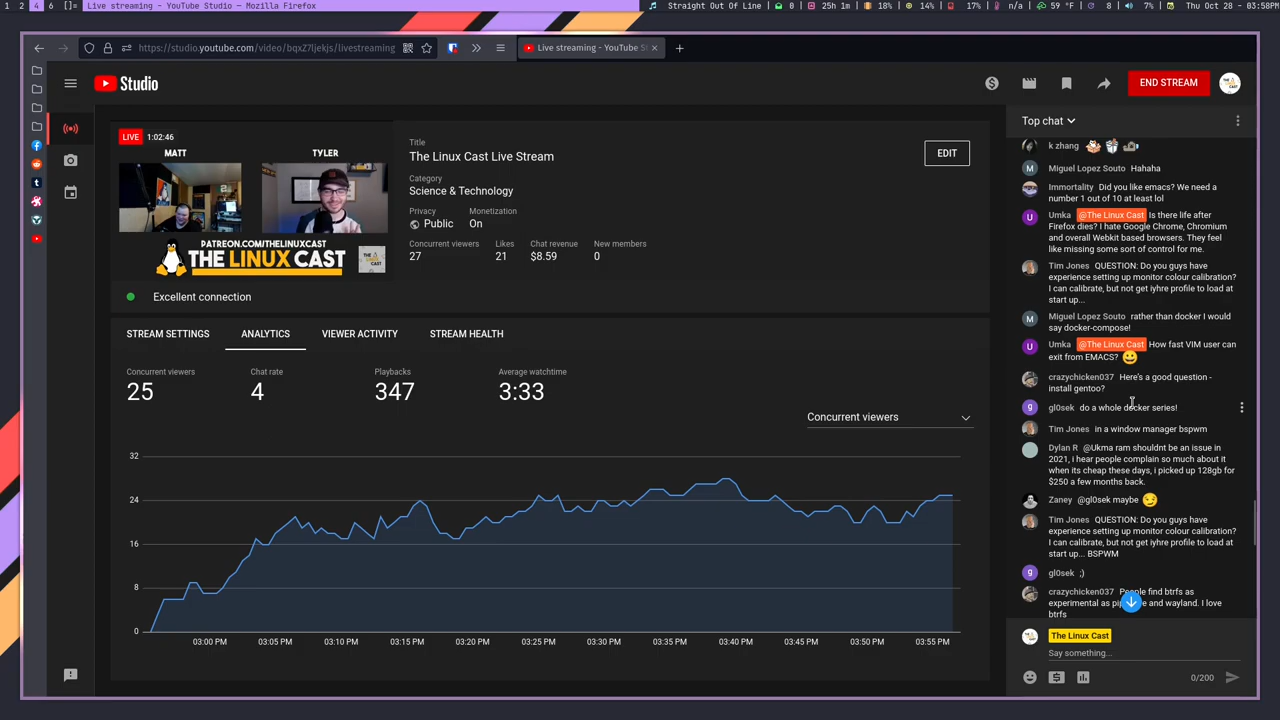 1 2 4 6 []= Live streaming - YouTube Studio — Mozilla Firefox
Straight Out Of Line 0 25h 1m 18% 14% 17% n/a 59 °F 8 7% Thu Oct 28 - 03:58PM
https://studio.youtube.com/video/bqxZ7ljekjs/livestreaming
Live streaming - YouTube S
Studio
END STREAM
LIVE 1:02:46
MATT TYLER
PATREON.COM/THELINUXCAST
THE LINUX CAST
Title
The Linux Cast Live Stream
EDIT
Category
Science & Technology
Privacy Monetization
Public On
Concurrent viewers Likes Chat revenue New members
27 21 $8.59 0
Excellent connection
STREAM SETTINGS ANALYTICS VIEWER ACTIVITY STREAM HEALTH
Concurrent viewers Chat rate Playbacks Average watchtime
25 4 347 3:33
Concurrent viewers
32
24
16
8
0
03:00 PM 03:05 PM 03:10 PM 03:15 PM 03:20 PM 03:25 PM 03:30 PM 03:35 PM 03:40 PM 03:45 PM 03:50 PM 03:55 PM
Top chat
k zhang
Miguel Lopez Souto Hahaha
Immortality Did you like emacs? We need a
number 1 out of 10 at least lol
Umka @The Linux Cast Is there life after
Firefox dies? I hate Google Chrome, Chromium
and overall Webkit based browsers. They feel
like missing some sort of control for me.
Tim Jones QUESTION: Do you guys have
experience setting up monitor colour calibration?
I can calibrate, but not get iyhre profile to load at
start up...
Miguel Lopez Souto rather than docker I would
say docker-compose!
Umka @The Linux Cast How fast VIM user can
exit from EMACS? 😀
crazychicken037 Here's a good question -
install gentoo?
gl0sek do a whole docker series!
Tim Jones in a window manager bspwm
Dylan R @Ukma ram shouldnt be an issue in
2021, i hear people complain so much about it
when its cheap these days, i picked up 128gb for
$250 a few months back.
Zaney @gl0sek maybe 😏
Tim Jones QUESTION: Do you guys have
experience setting up monitor colour calibration?
I can calibrate, but not get iyhre profile to load at
start up... BSPWM
gl0sek ;)
crazychicken037 People find btrfs as
experimental as and wayland. I love
btrfs
The Linux Cast
Say something...
0/200